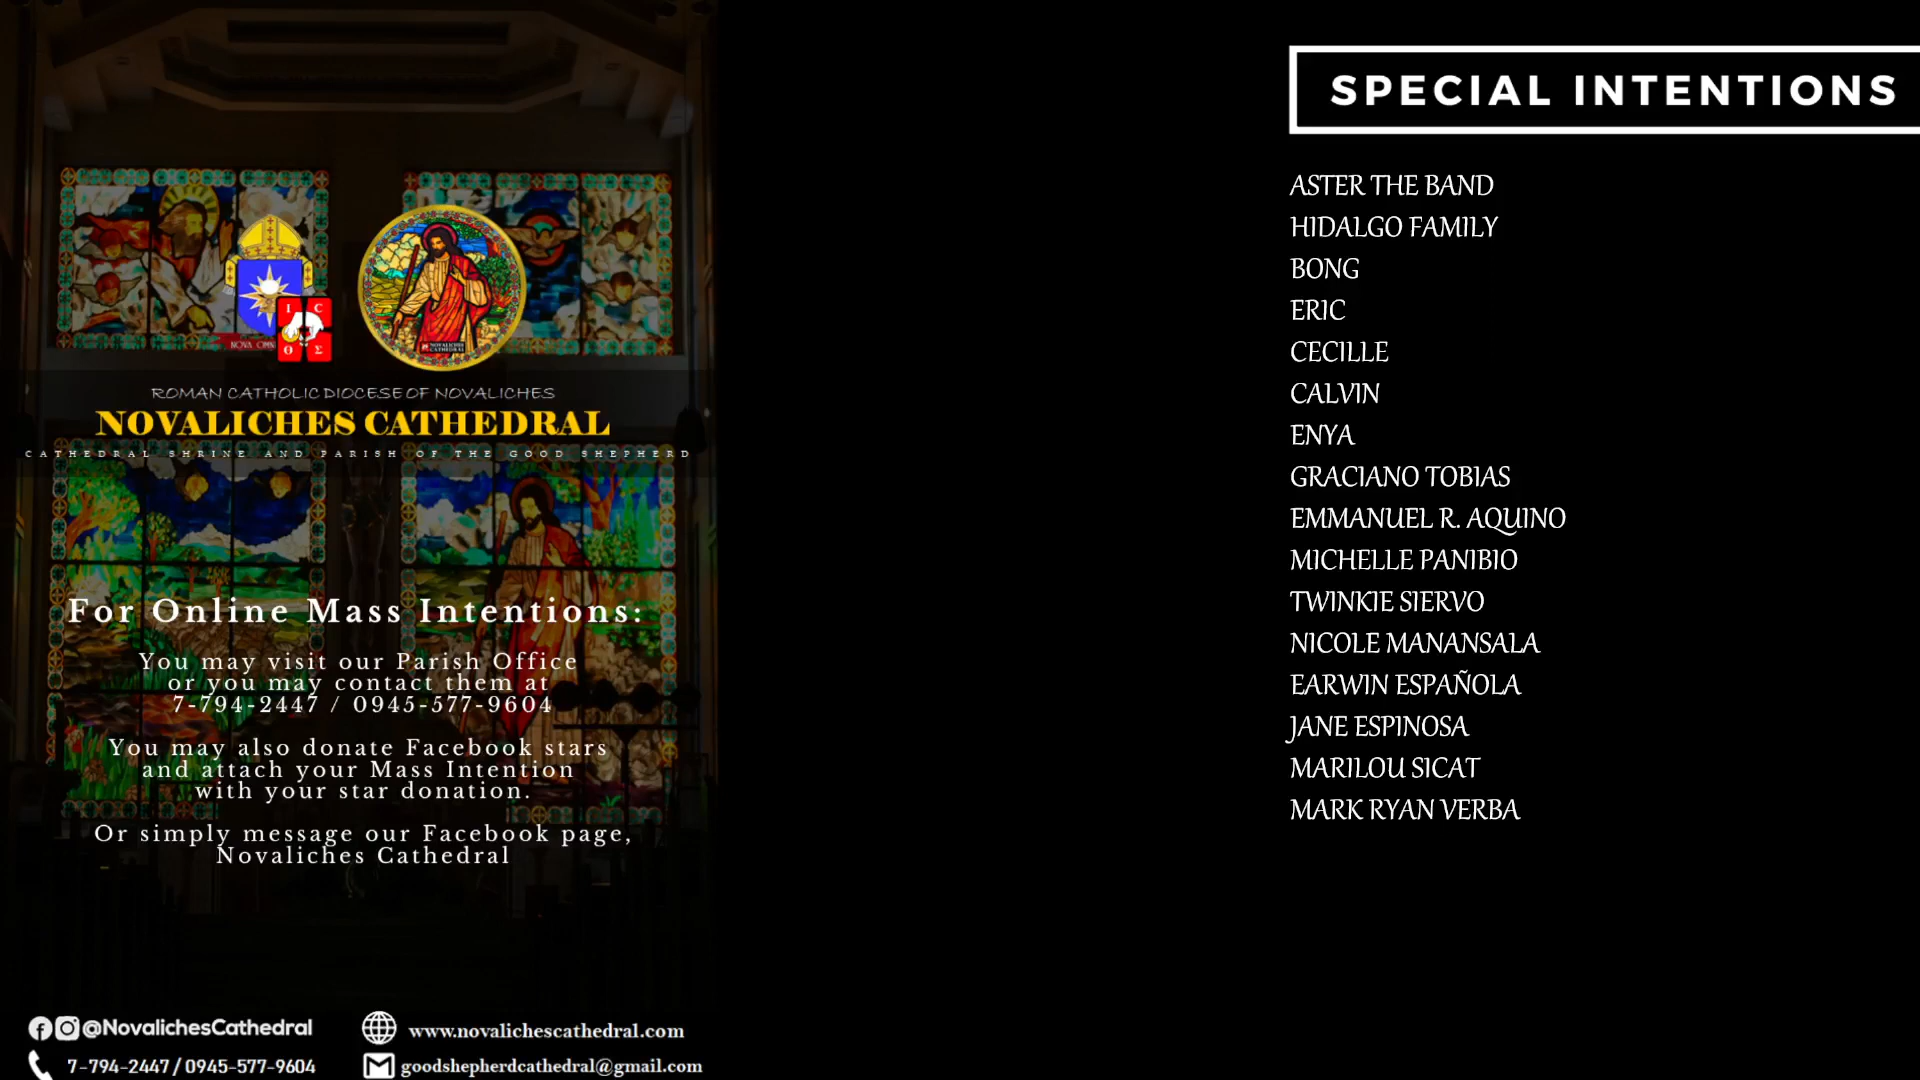 I C
Θ Σ
NOVALICHES
CATHEDRAL
ROMAN CATHOLIC DIOCESE OF NOVALICHES
NOVALICHES CATHEDRAL
CATHEDRAL SHRINE AND PARISH OF THE GOOD SHEPHERD
For Online Mass Intentions:
You may visit our Parish Office
or you may contact them at
7-794-2447 / 0945-577-9604
You may also donate Facebook stars
and attach your Mass Intention
with your star donation.
Or simply message our Facebook page,
Novaliches Cathedral
@NovalichesCathedral
7-794-2447 / 0945-577-9604
www.novalichescathedral.com
goodshepherdcathedral@gmail.com
SPECIAL INTENTIONS
ASTER THE BAND
HIDALGO FAMILY
BONG
ERIC
CECILLE
CALVIN
ENYA
GRACIANO TOBIAS
EMMANUEL R. AQUINO
MICHELLE PANIBIO
TWINKIE SIERVO
NICOLE MANANSALA
EARWIN ESPAÑOLA
JANE ESPINOSA
MARILOU SICAT
MARK RYAN VERBA